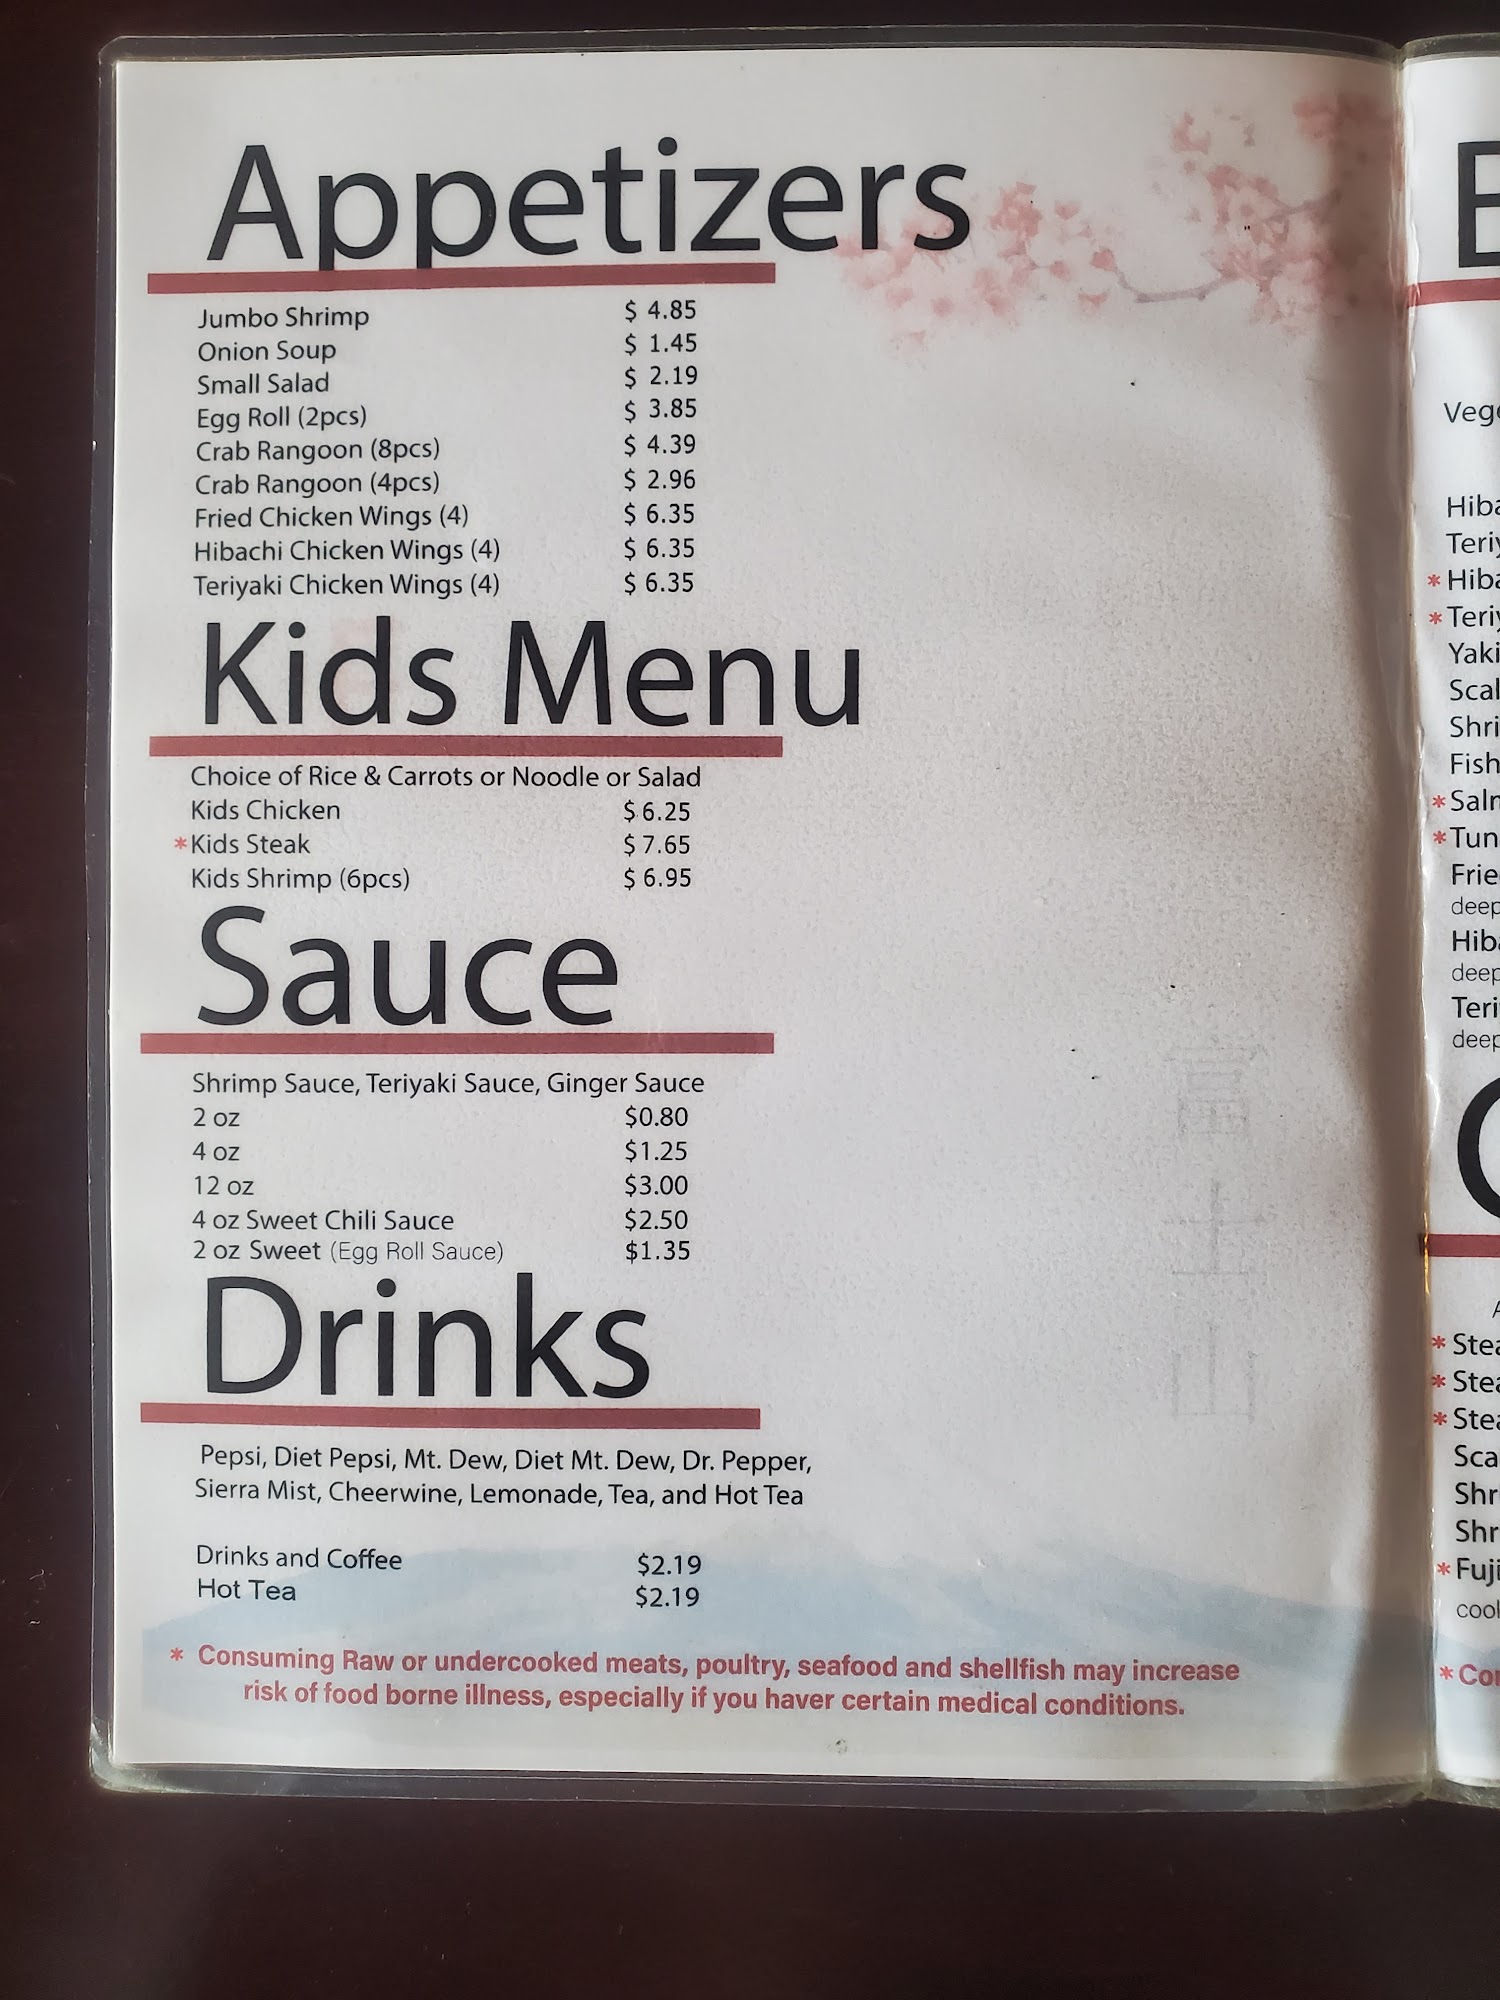 Appetizers
Jumbo Shrimp $ 4.85
Onion Soup $ 1.45
Small Salad $ 2.19
Egg Roll (2pcs) $ 3.85
Crab Rangoon (8pcs) $ 4.39
Crab Rangoon (4pcs) $ 2.96
Fried Chicken Wings (4) $ 6.35
Hibachi Chicken Wings (4) $ 6.35
Teriyaki Chicken Wings (4) $ 6.35
Kids Menu
Choice of Rice & Carrots or Noodle or Salad
Kids Chicken $ 6.25
*Kids Steak $ 7.65
Kids Shrimp (6pcs) $ 6.95
Sauce
Shrimp Sauce, Teriyaki Sauce, Ginger Sauce
2 oz $0.80
4 oz $1.25
12 oz $3.00
4 oz Sweet Chili Sauce $2.50
2 oz Sweet (Egg Roll Sauce) $1.35
Drinks
Pepsi, Diet Pepsi, Mt. Dew, Diet Mt. Dew, Dr. Pepper,
Sierra Mist, Cheerwine, Lemonade, Tea, and Hot Tea
Drinks and Coffee $2.19
Hot Tea $2.19
* Consuming Raw or undercooked meats, poultry, seafood and shellfish may increase
risk of food borne illness, especially if you haver certain medical conditions.
富士山